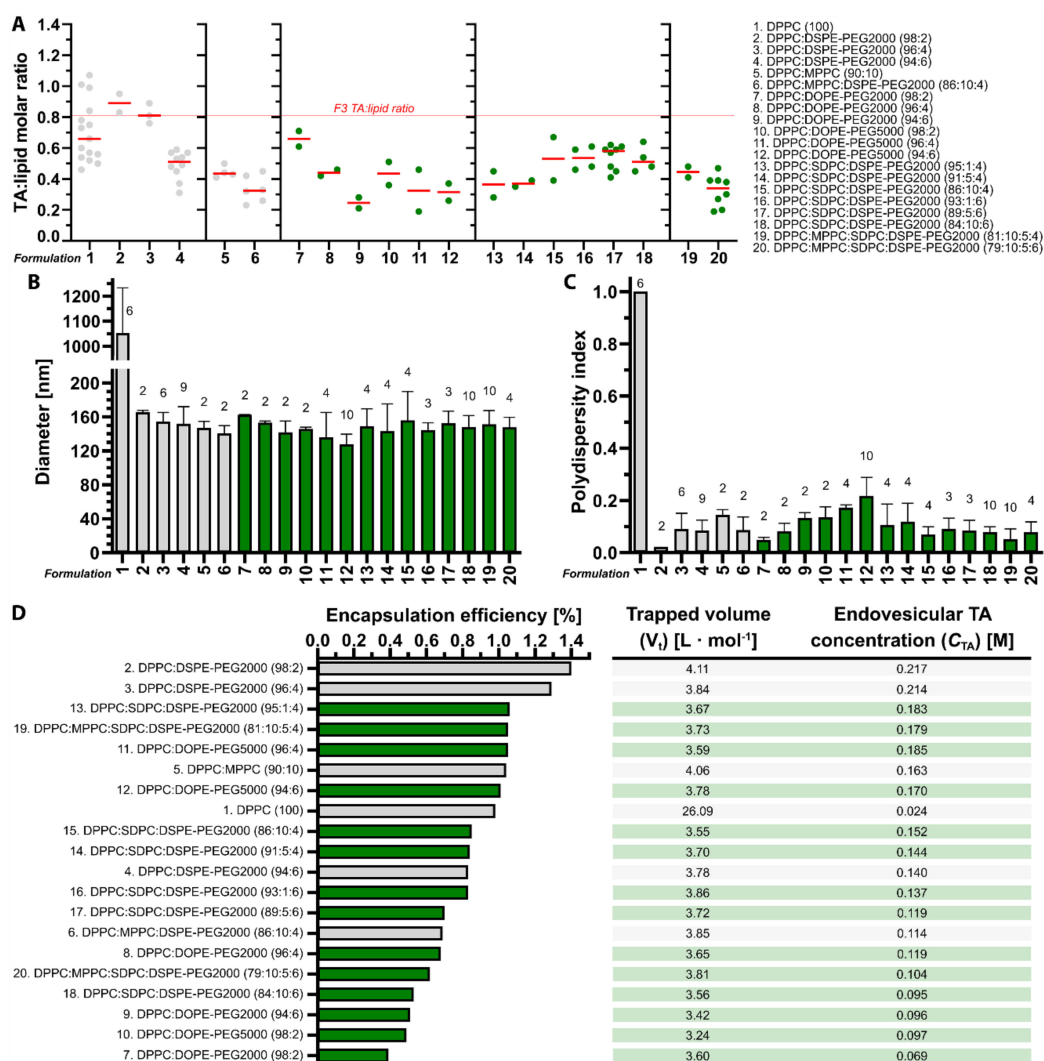 A
TA:lipid molar ratio
1.4
1.2
1.0
0.8
0.6
0.4
0.2
0.0
F3 TA:lipid ratio
Formulation 1 2 3 4 5 6 7 8 9 10 11 12 13 14 15 16 17 18 19 20
1. DPPC (100)
2. DPPC:DSPE-PEG2000 (98:2)
3. DPPC:DSPE-PEG2000 (96:4)
4. DPPC:DSPE-PEG2000 (94:6)
5. DPPC:MPPC (90:10)
6. DPPC:MPPC:DSPE-PEG2000 (86:10:4)
7. DPPC:DOPE-PEG2000 (98:2)
8. DPPC:DOPE-PEG2000 (96:4)
9. DPPC:DOPE-PEG2000 (94:6)
10. DPPC:DOPE-PEG5000 (98:2)
11. DPPC:DOPE-PEG5000 (96:4)
12. DPPC:DOPE-PEG5000 (94:6)
13. DPPC:SDPC:DSPE-PEG2000 (95:1:4)
14. DPPC:SDPC:DSPE-PEG2000 (91:5:4)
15. DPPC:SDPC:DSPE-PEG2000 (86:10:4)
16. DPPC:SDPC:DSPE-PEG2000 (93:1:6)
17. DPPC:SDPC:DSPE-PEG2000 (89:5:6)
18. DPPC:SDPC:DSPE-PEG2000 (84:10:6)
19. DPPC:MPPC:SDPC:DSPE-PEG2000 (81:10:5:4)
20. DPPC:MPPC:SDPC:DSPE-PEG2000 (79:10:5:6)
B
Diameter [nm]
1200
1100
1000
200
160
120
80
40
0
6 2 6 9 2 2 2 2 2 2 4 10 4 4 4 3 3 10 10 4
Formulation 1 2 3 4 5 6 7 8 9 10 11 12 13 14 15 16 17 18 19 20
C
Polydispersity index
1.0
0.8
0.6
0.4
0.2
0.0
6 2 6 9 2 2 2 2 2 2 4 10 4 4 4 3 3 10 10 4
Formulation 1 2 3 4 5 6 7 8 9 10 11 12 13 14 15 16 17 18 19 20
D
Encapsulation efficiency [%]
0.0 0.2 0.4 0.6 0.8 1.0 1.2 1.4
Trapped volume
(Vt) [L · mol-1]
Endovesicular TA
concentration (CTA) [M]
2. DPPC:DSPE-PEG2000 (98:2) 4.11 0.217
3. DPPC:DSPE-PEG2000 (96:4) 3.84 0.214
13. DPPC:SDPC:DSPE-PEG2000 (95:1:4) 3.67 0.183
19. DPPC:MPPC:SDPC:DSPE-PEG2000 (81:10:5:4) 3.73 0.179
11. DPPC:DOPE-PEG5000 (96:4) 3.59 0.185
5. DPPC:MPPC (90:10) 4.06 0.163
12. DPPC:DOPE-PEG5000 (94:6) 3.78 0.170
1. DPPC (100) 26.09 0.024
15. DPPC:SDPC:DSPE-PEG2000 (86:10:4) 3.55 0.152
14. DPPC:SDPC:DSPE-PEG2000 (91:5:4) 3.70 0.144
4. DPPC:DSPE-PEG2000 (94:6) 3.78 0.140
16. DPPC:SDPC:DSPE-PEG2000 (93:1:6) 3.86 0.137
17. DPPC:SDPC:DSPE-PEG2000 (89:5:6) 3.72 0.119
6. DPPC:MPPC:DSPE-PEG2000 (86:10:4) 3.85 0.114
8. DPPC:DOPE-PEG2000 (96:4) 3.65 0.119
20. DPPC:MPPC:SDPC:DSPE-PEG2000 (79:10:5:6) 3.81 0.104
18. DPPC:SDPC:DSPE-PEG2000 (84:10:6) 3.56 0.095
9. DPPC:DOPE-PEG2000 (94:6) 3.42 0.096
10. DPPC:DOPE-PEG5000 (98:2) 3.24 0.097
7. DPPC:DOPE-PEG2000 (98:2) 3.60 0.069